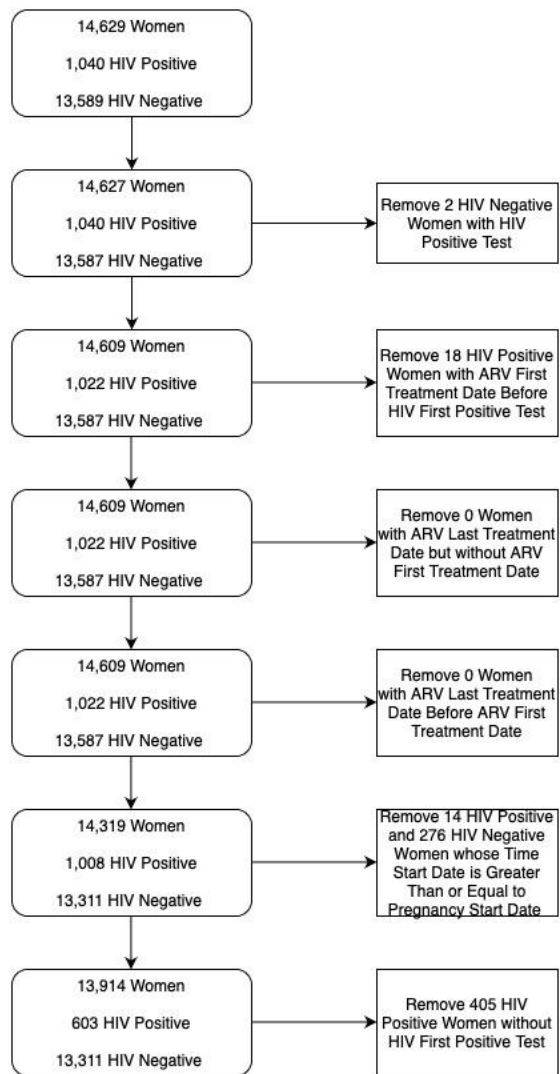 14,629 Women
1,040 HIV Positive
13,589 HIV Negative
14,627 Women
1,040 HIV Positive
13,587 HIV Negative
Remove 2 HIV Negative
Women with HIV
Positive Test
14,609 Women
1,022 HIV Positive
13,587 HIV Negative
Remove 18 HIV Positive
Women with ARV First
Treatment Date Before
HIV First Positive Test
14,609 Women
1,022 HIV Positive
13,587 HIV Negative
Remove 0 Women
with ARV Last Treatment
Date but without ARV
First Treatment Date
14,609 Women
1,022 HIV Positive
13,587 HIV Negative
Remove 0 Women
with ARV Last Treatment
Date Before ARV First
Treatment Date
14,319 Women
1,008 HIV Positive
13,311 HIV Negative
Remove 14 HIV Positive
and 276 HIV Negative
Women whose Time
Start Date is Greater
Than or Equal to
Pregnancy Start Date
13,914 Women
603 HIV Positive
13,311 HIV Negative
Remove 405 HIV
Positive Women without
HIV First Positive Test